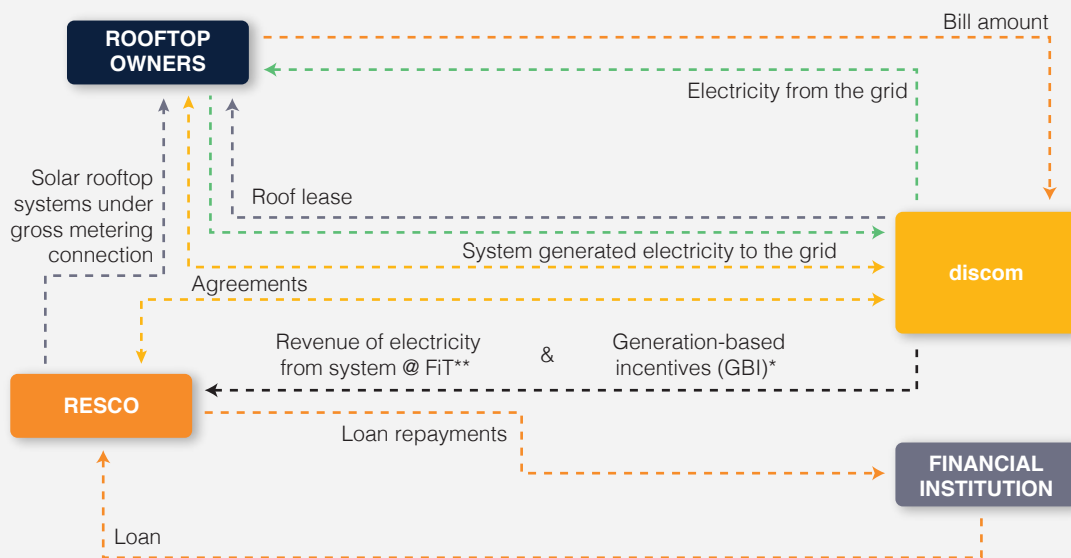 Bill amount
ROOFTOP
OWNERS
Electricity from the grid
Solar rooftop
systems under
gross metering
connection
Roof lease
System generated electricity to the grid
discom
Agreements
Revenue of electricity
from system @ FiT**
&
Generation-based
incentives (GBI)*
RESCO
Loan repayments
FINANCIAL
INSTITUTION
Loan